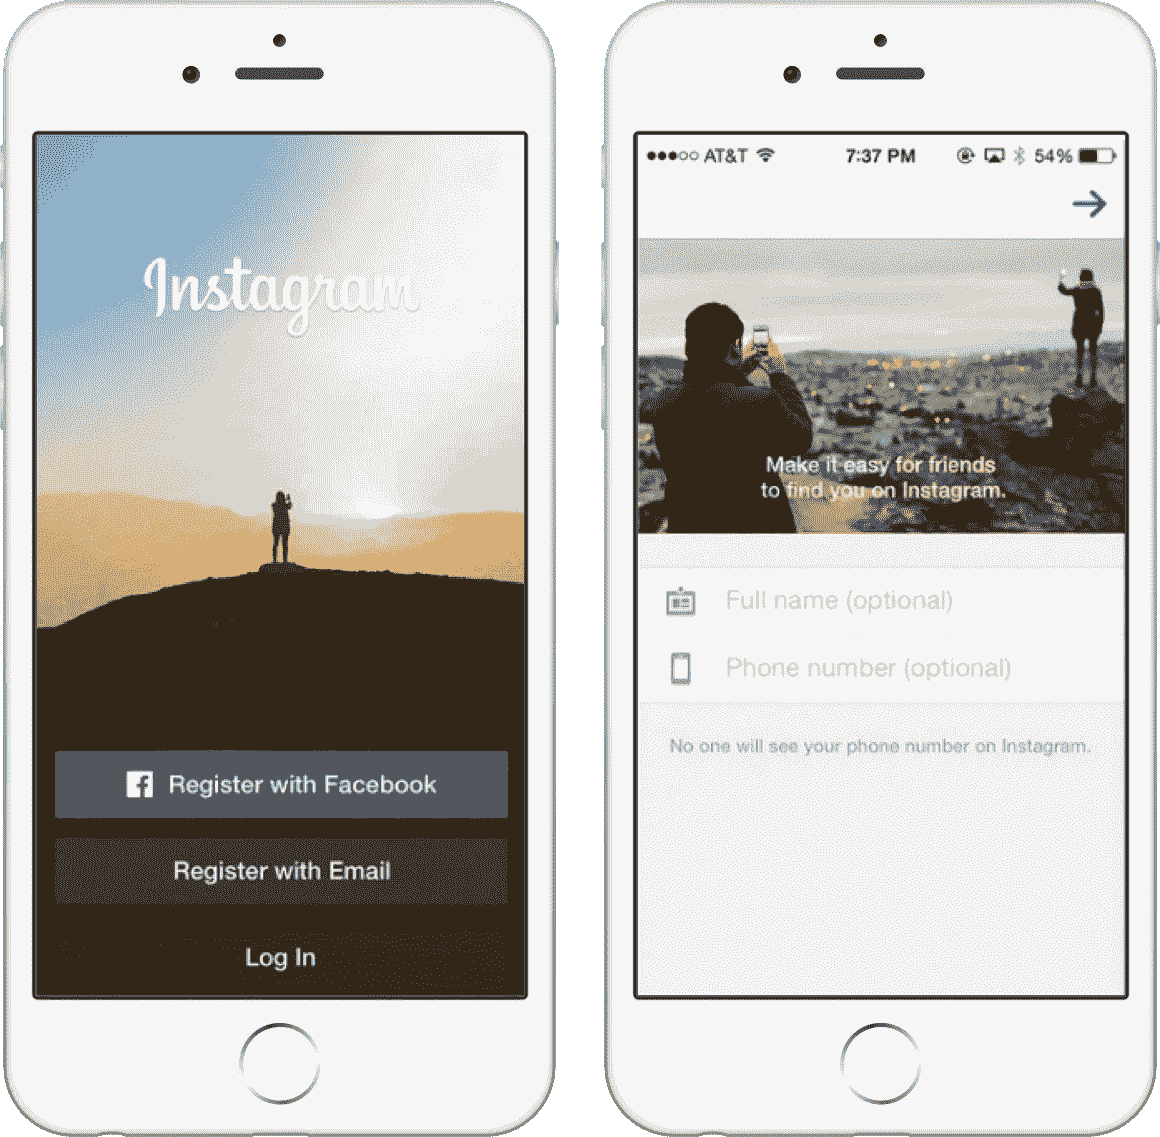 Instagram
Register with Facebook
Register with Email
Log In
AT&T 7:37 PM 54%
Make it easy for friends
to find you on Instagram.
Full name (optional)
Phone number (optional)
No one will see your phone number on Instagram.